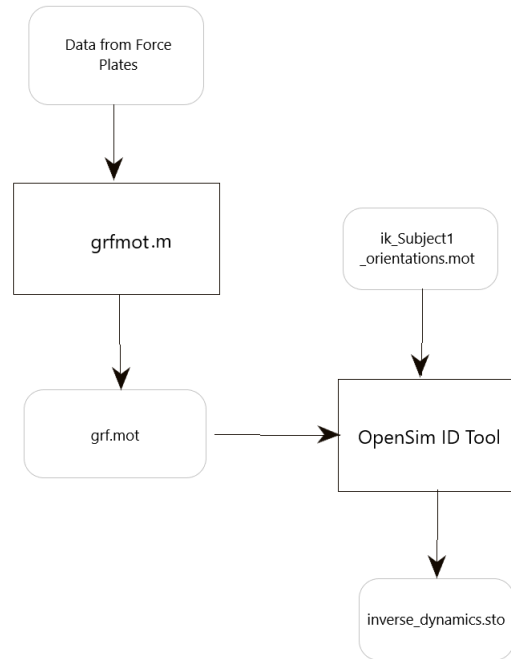 Data from Force
Plates
grfmot.m
ik_Subject1
_orientations.mot
grf.mot
OpenSim ID Tool
inverse_dynamics.sto